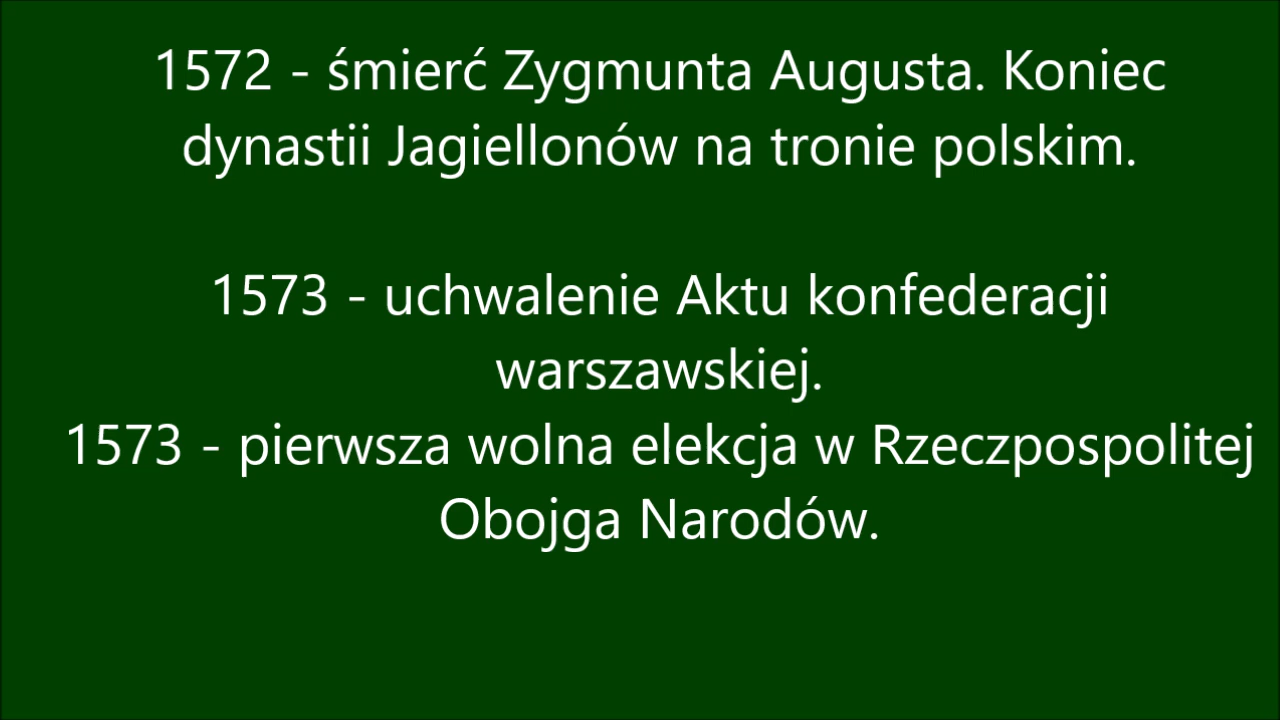 1572 - śmierć Zygmunta Augusta. Koniec
dynastii Jagiellonów na tronie polskim.
1573 - uchwalenie Aktu konfederacji
warszawskiej.
1573 - pierwsza wolna elekcja w Rzeczpospolitej
Obojga Narodów.